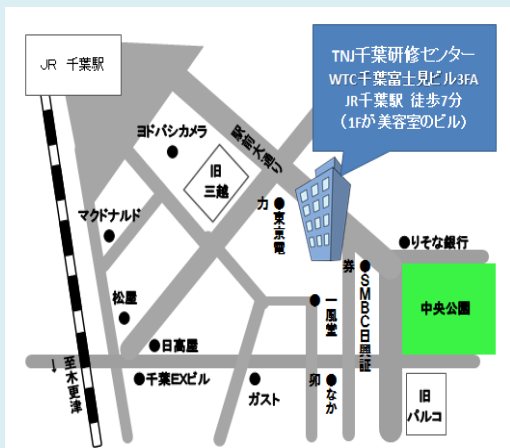 JR 千葉駅
TNJ千葉研修センター
WTC千葉富士見ビル3FA
JR千葉駅 徒歩7分
（1Fが美容室のビル）
ヨドバシカメラ
駅前大通り
旧
三越
東京電力
マクドナルド
りそな銀行
SMBC日興証券
中央公園
松屋
一風堂
日高屋
至木更津
←
千葉EXビル
ガスト
なか卯
旧
パルコ